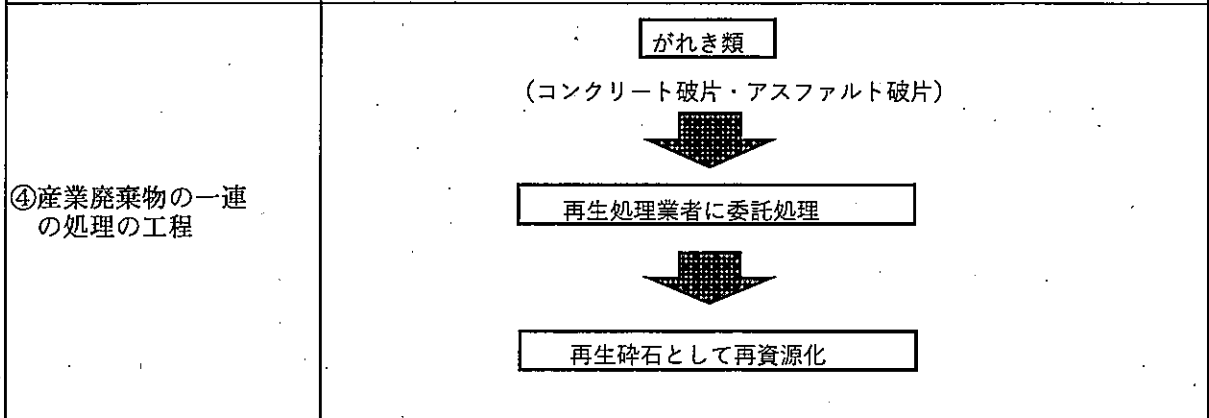 ④産業廃棄物の一連
の処理の工程
がれき類
（コンクリート破片・アスファルト破片）
再生処理業者に委託処理
再生砕石として再資源化